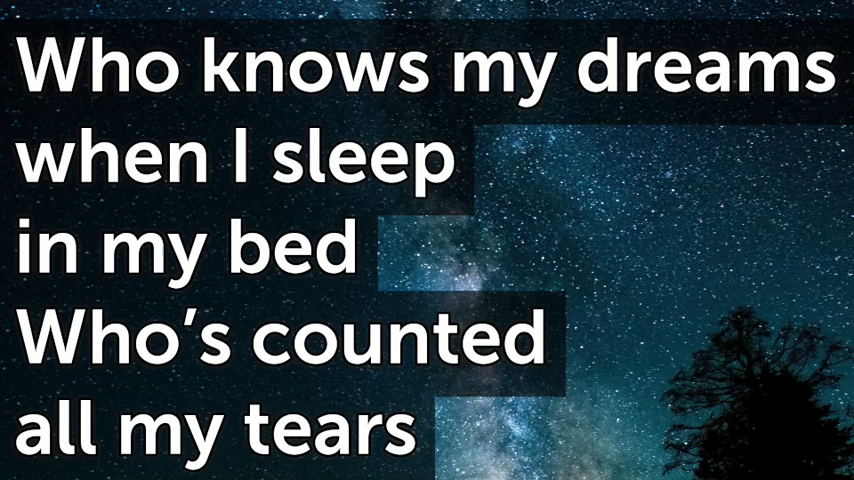 Who knows my dreams
when I sleep
in my bed
Who’s counted
all my tears